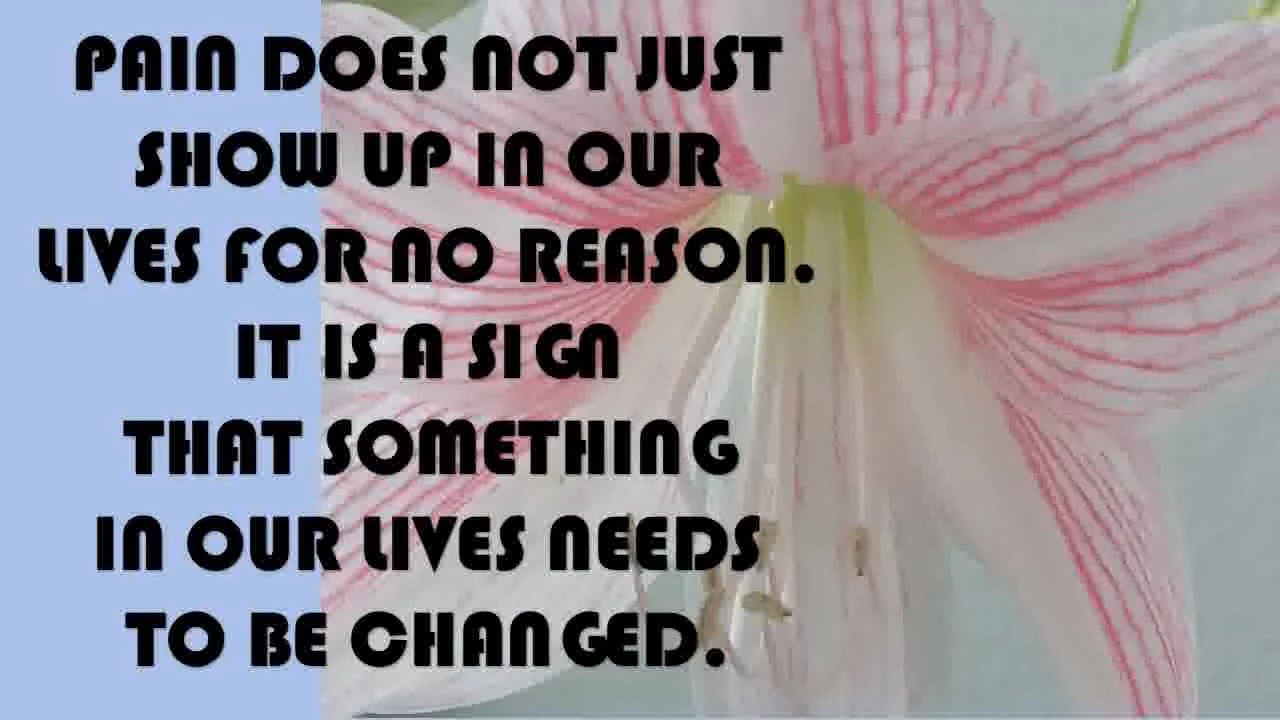 PAIN DOES NOT JUST
SHOW UP IN OUR
LIVES FOR NO REASON.
IT IS A SIGN
THAT SOMETHING
IN OUR LIVES NEEDS
TO BE CHANGED.